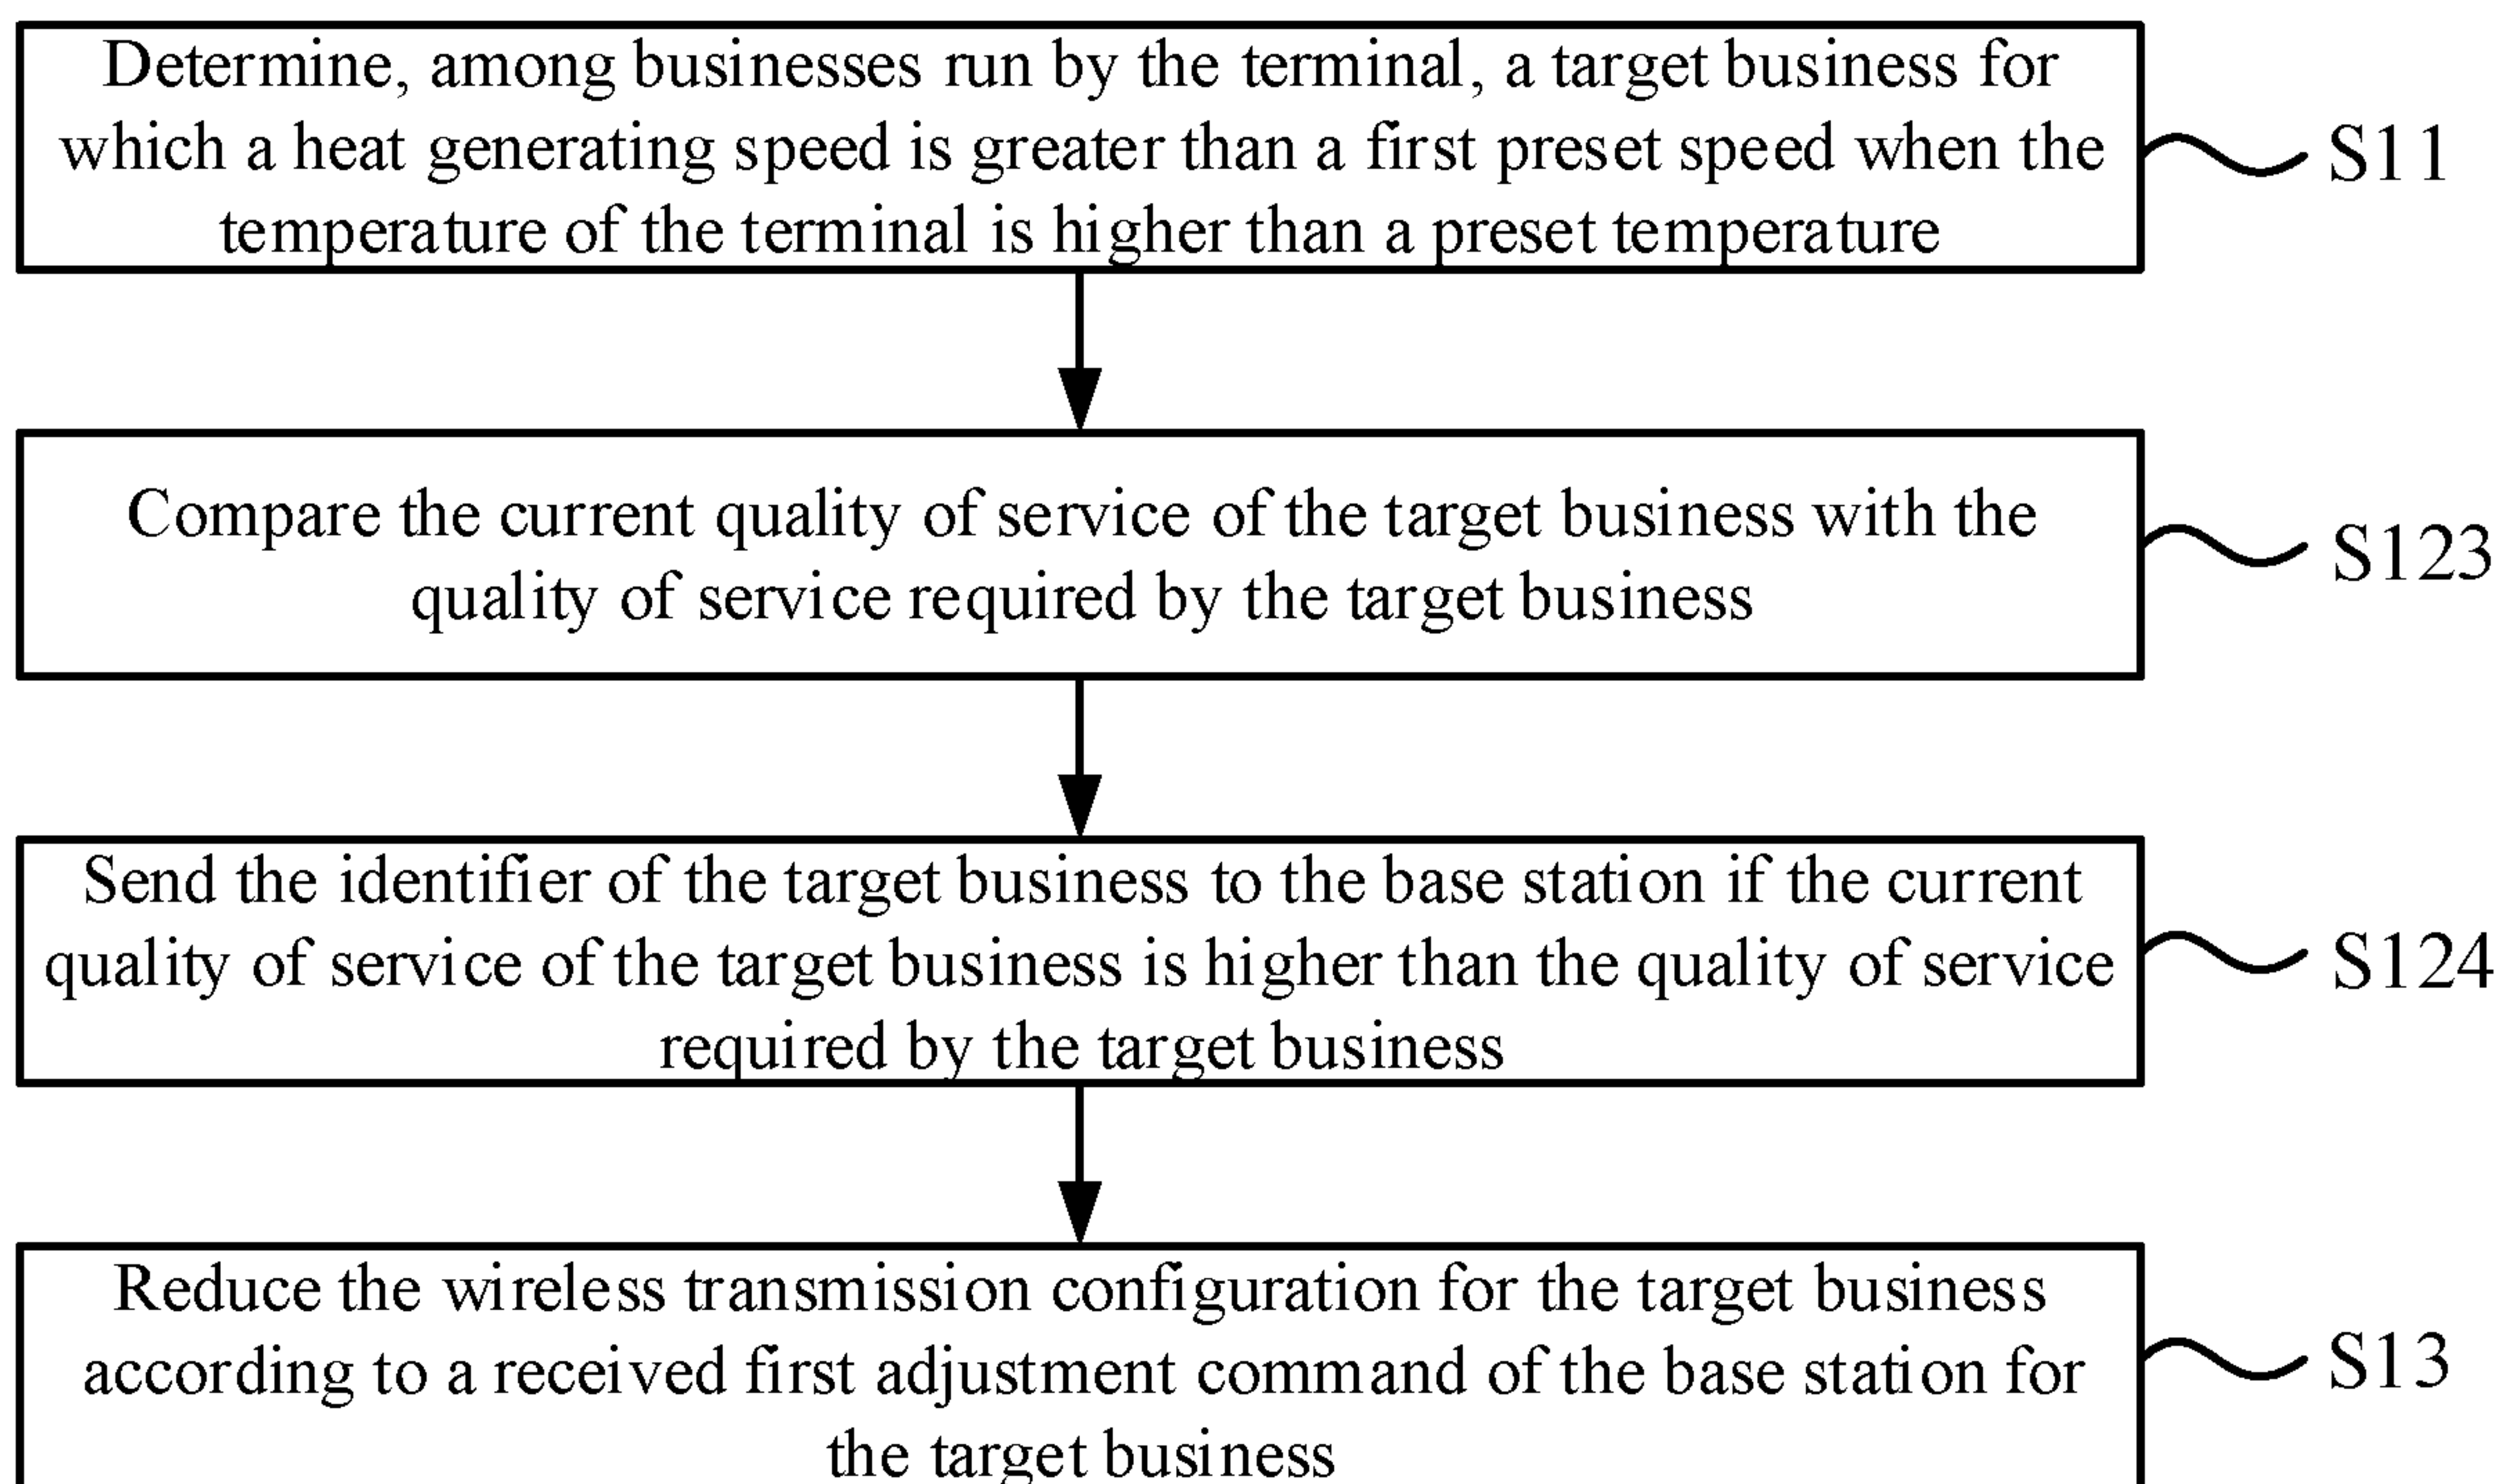 Determine, among businesses run by the terminal, a target business for
which a heat generating speed is greater than a first preset speed when the
temperature of the terminal is higher than a preset temperature
S11
Compare the current quality of service of the target business with the
quality of service required by the target business
S123
Send the identifier of the target business to the base station if the current
quality of service of the target business is higher than the quality of service
required by the target business
S124
Reduce the wireless transmission configuration for the target business
according to a received first adjustment command of the base station for
the target business
S13